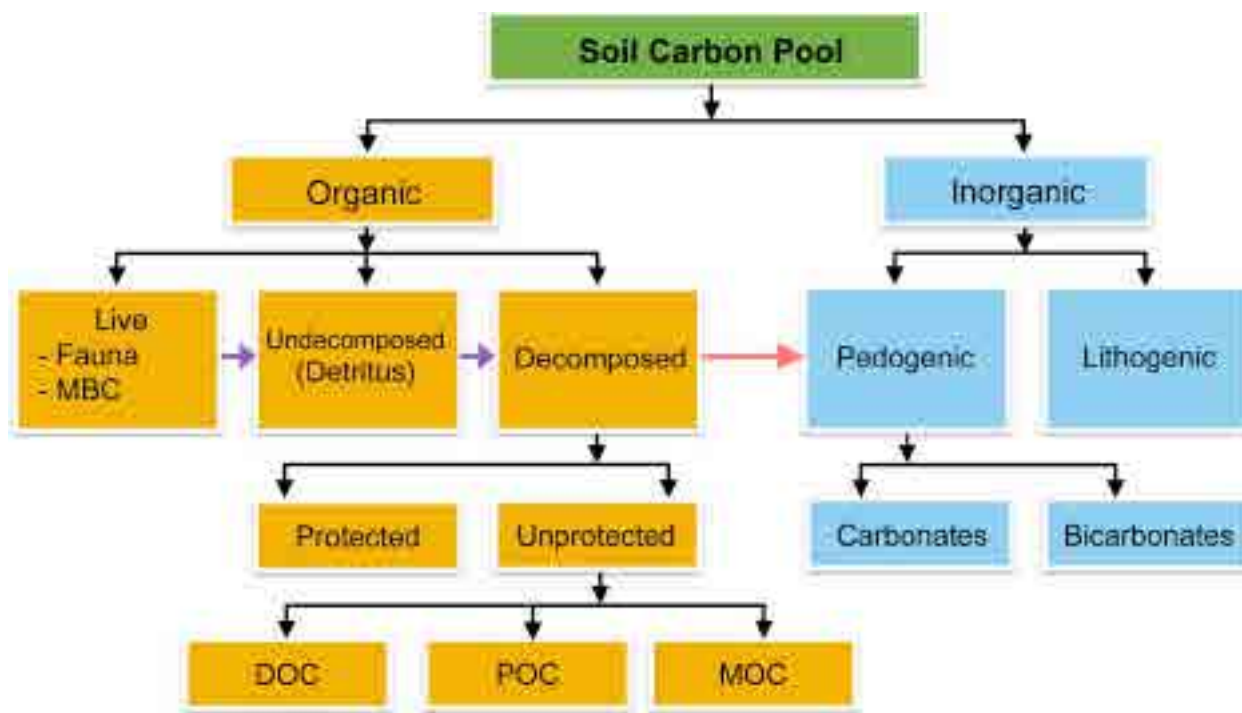 Soil Carbon Pool
Organic
Inorganic
Live
- Fauna
- MBC
Undecomposed
(Detritus)
Decomposed
Pedogenic
Lithogenic
Protected
Unprotected
Carbonates
Bicarbonates
DOC
POC
MOC